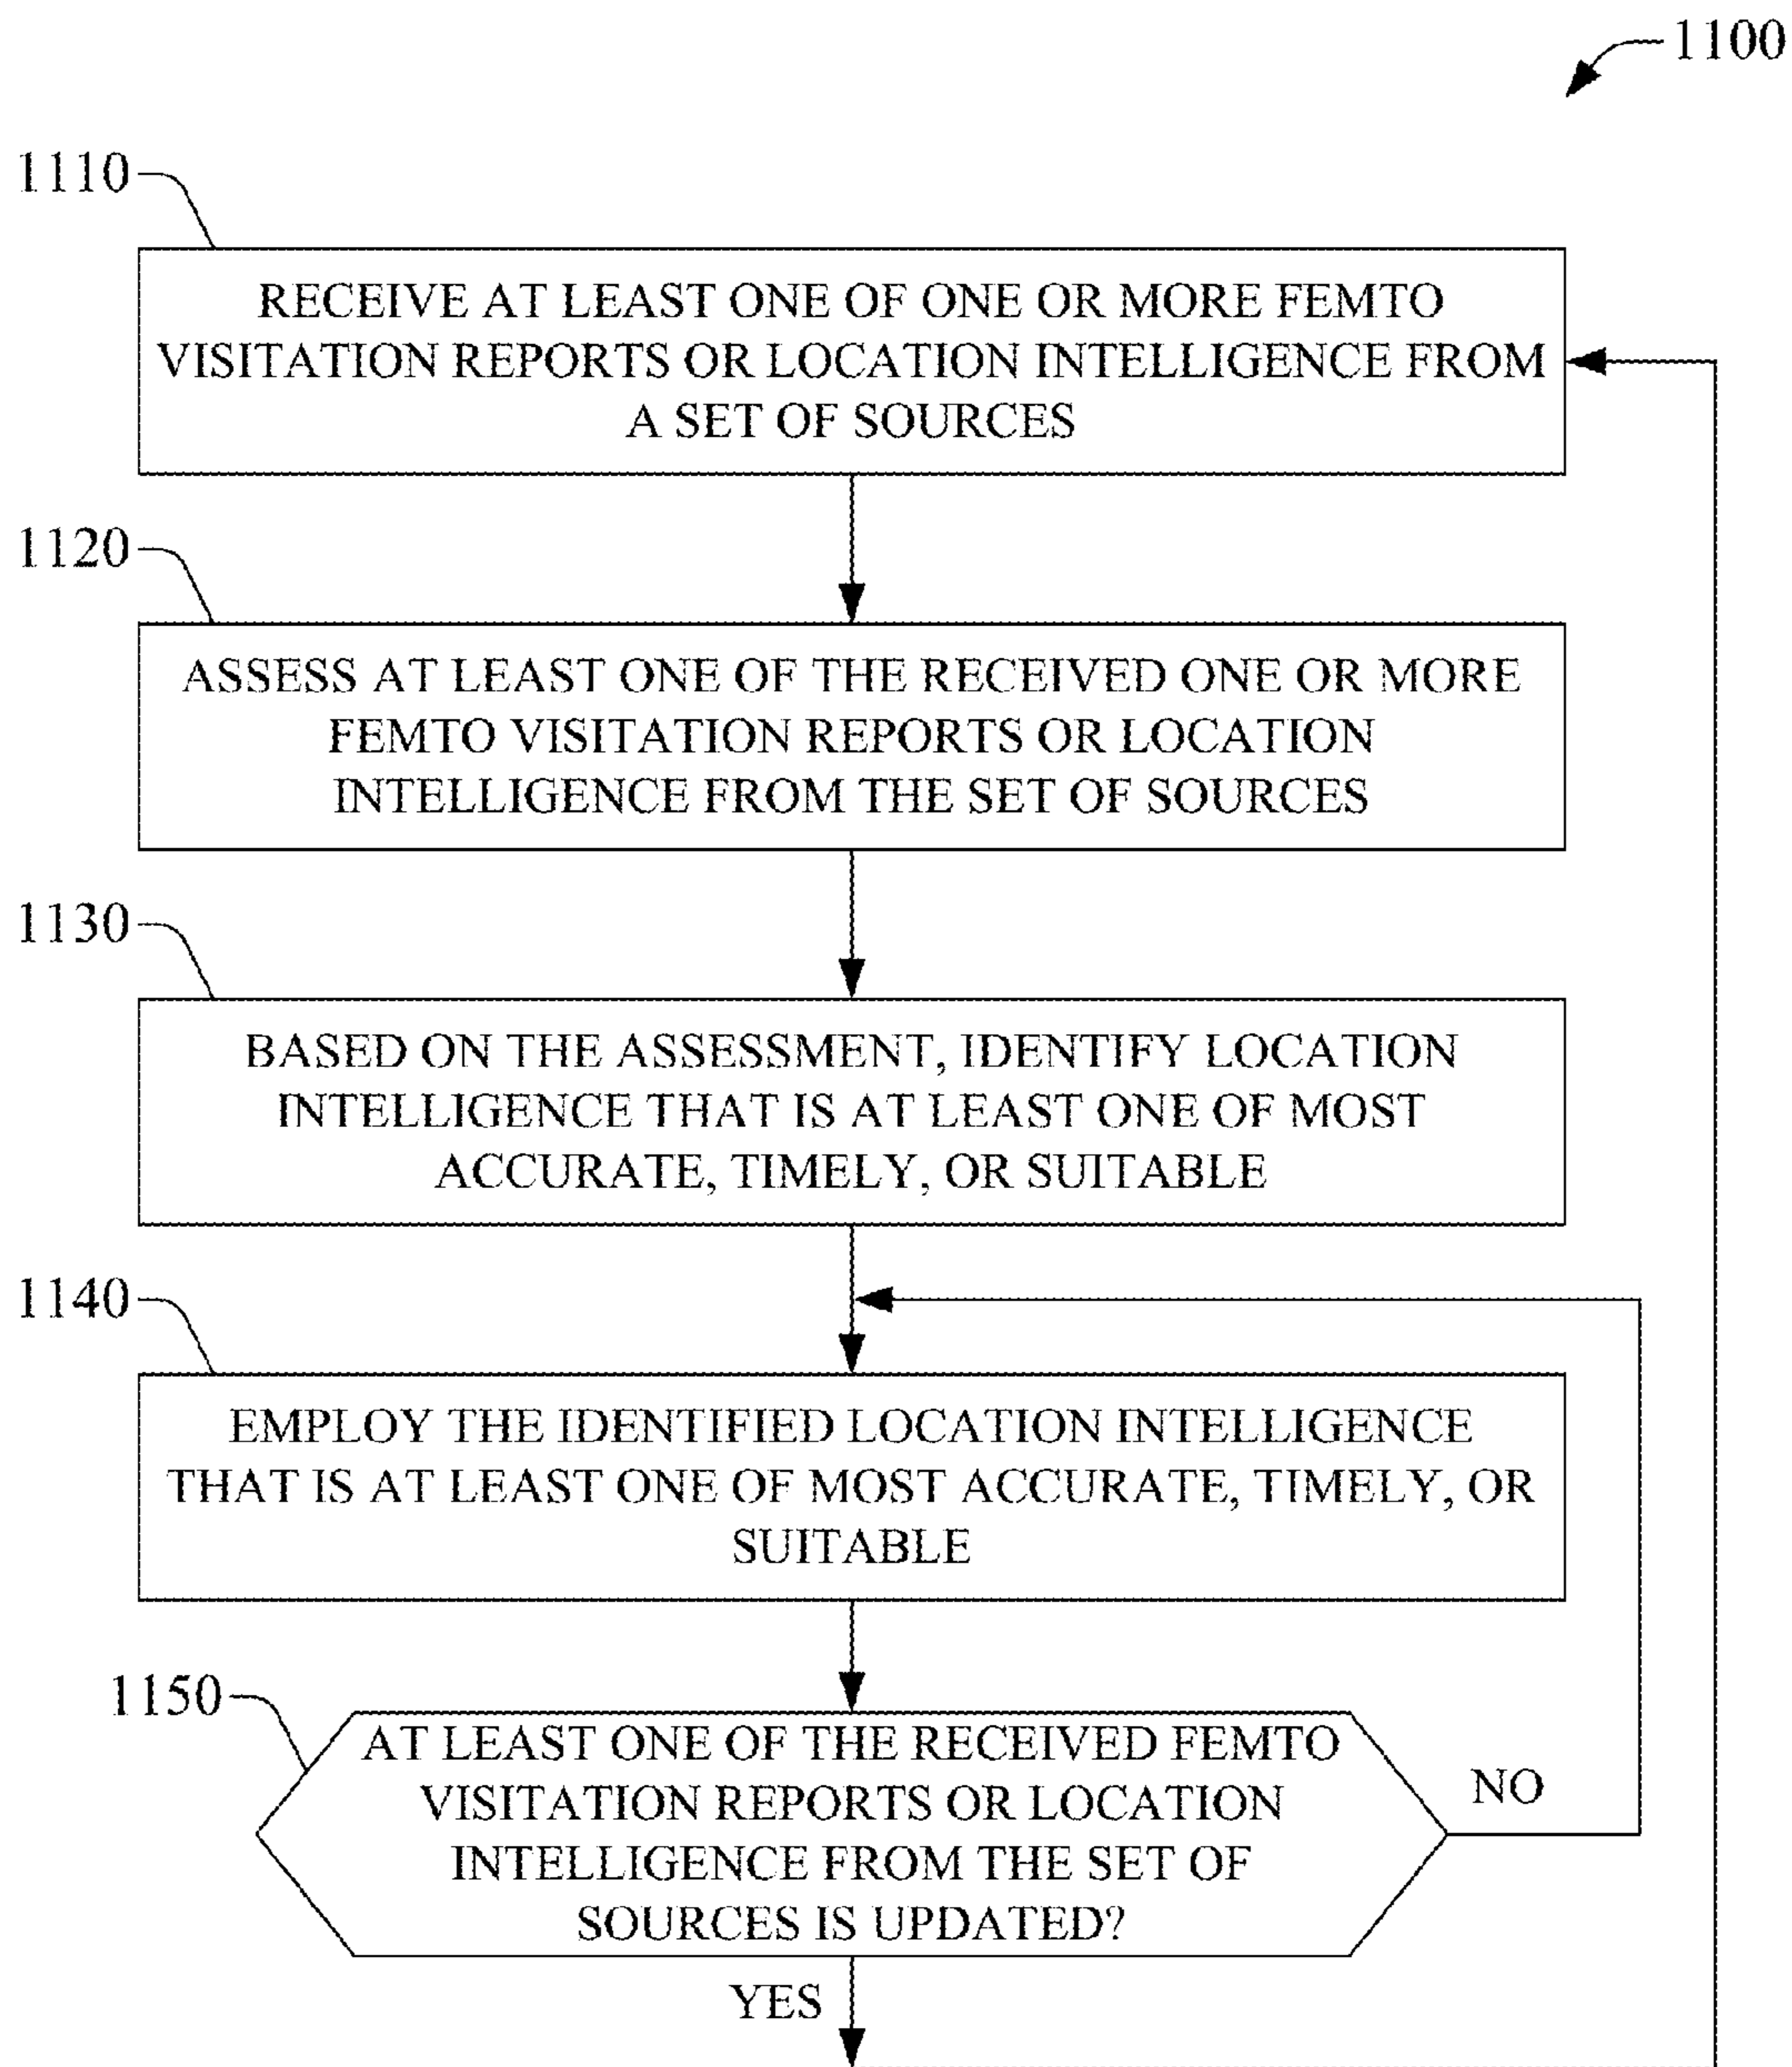 1100
1110
RECEIVE AT LEAST ONE OF ONE OR MORE FEMTO
VISITATION REPORTS OR LOCATION INTELLIGENCE FROM
A SET OF SOURCES
1120
ASSESS AT LEAST ONE OF THE RECEIVED ONE OR MORE
FEMTO VISITATION REPORTS OR LOCATION
INTELLIGENCE FROM THE SET OF SOURCES
1130
BASED ON THE ASSESSMENT, IDENTIFY LOCATION
INTELLIGENCE THAT IS AT LEAST ONE OF MOST
ACCURATE, TIMELY, OR SUITABLE
1140
EMPLOY THE IDENTIFIED LOCATION INTELLIGENCE
THAT IS AT LEAST ONE OF MOST ACCURATE, TIMELY, OR
SUITABLE
1150
AT LEAST ONE OF THE RECEIVED FEMTO
VISITATION REPORTS OR LOCATION
INTELLIGENCE FROM THE SET OF
SOURCES IS UPDATED?
NO
YES